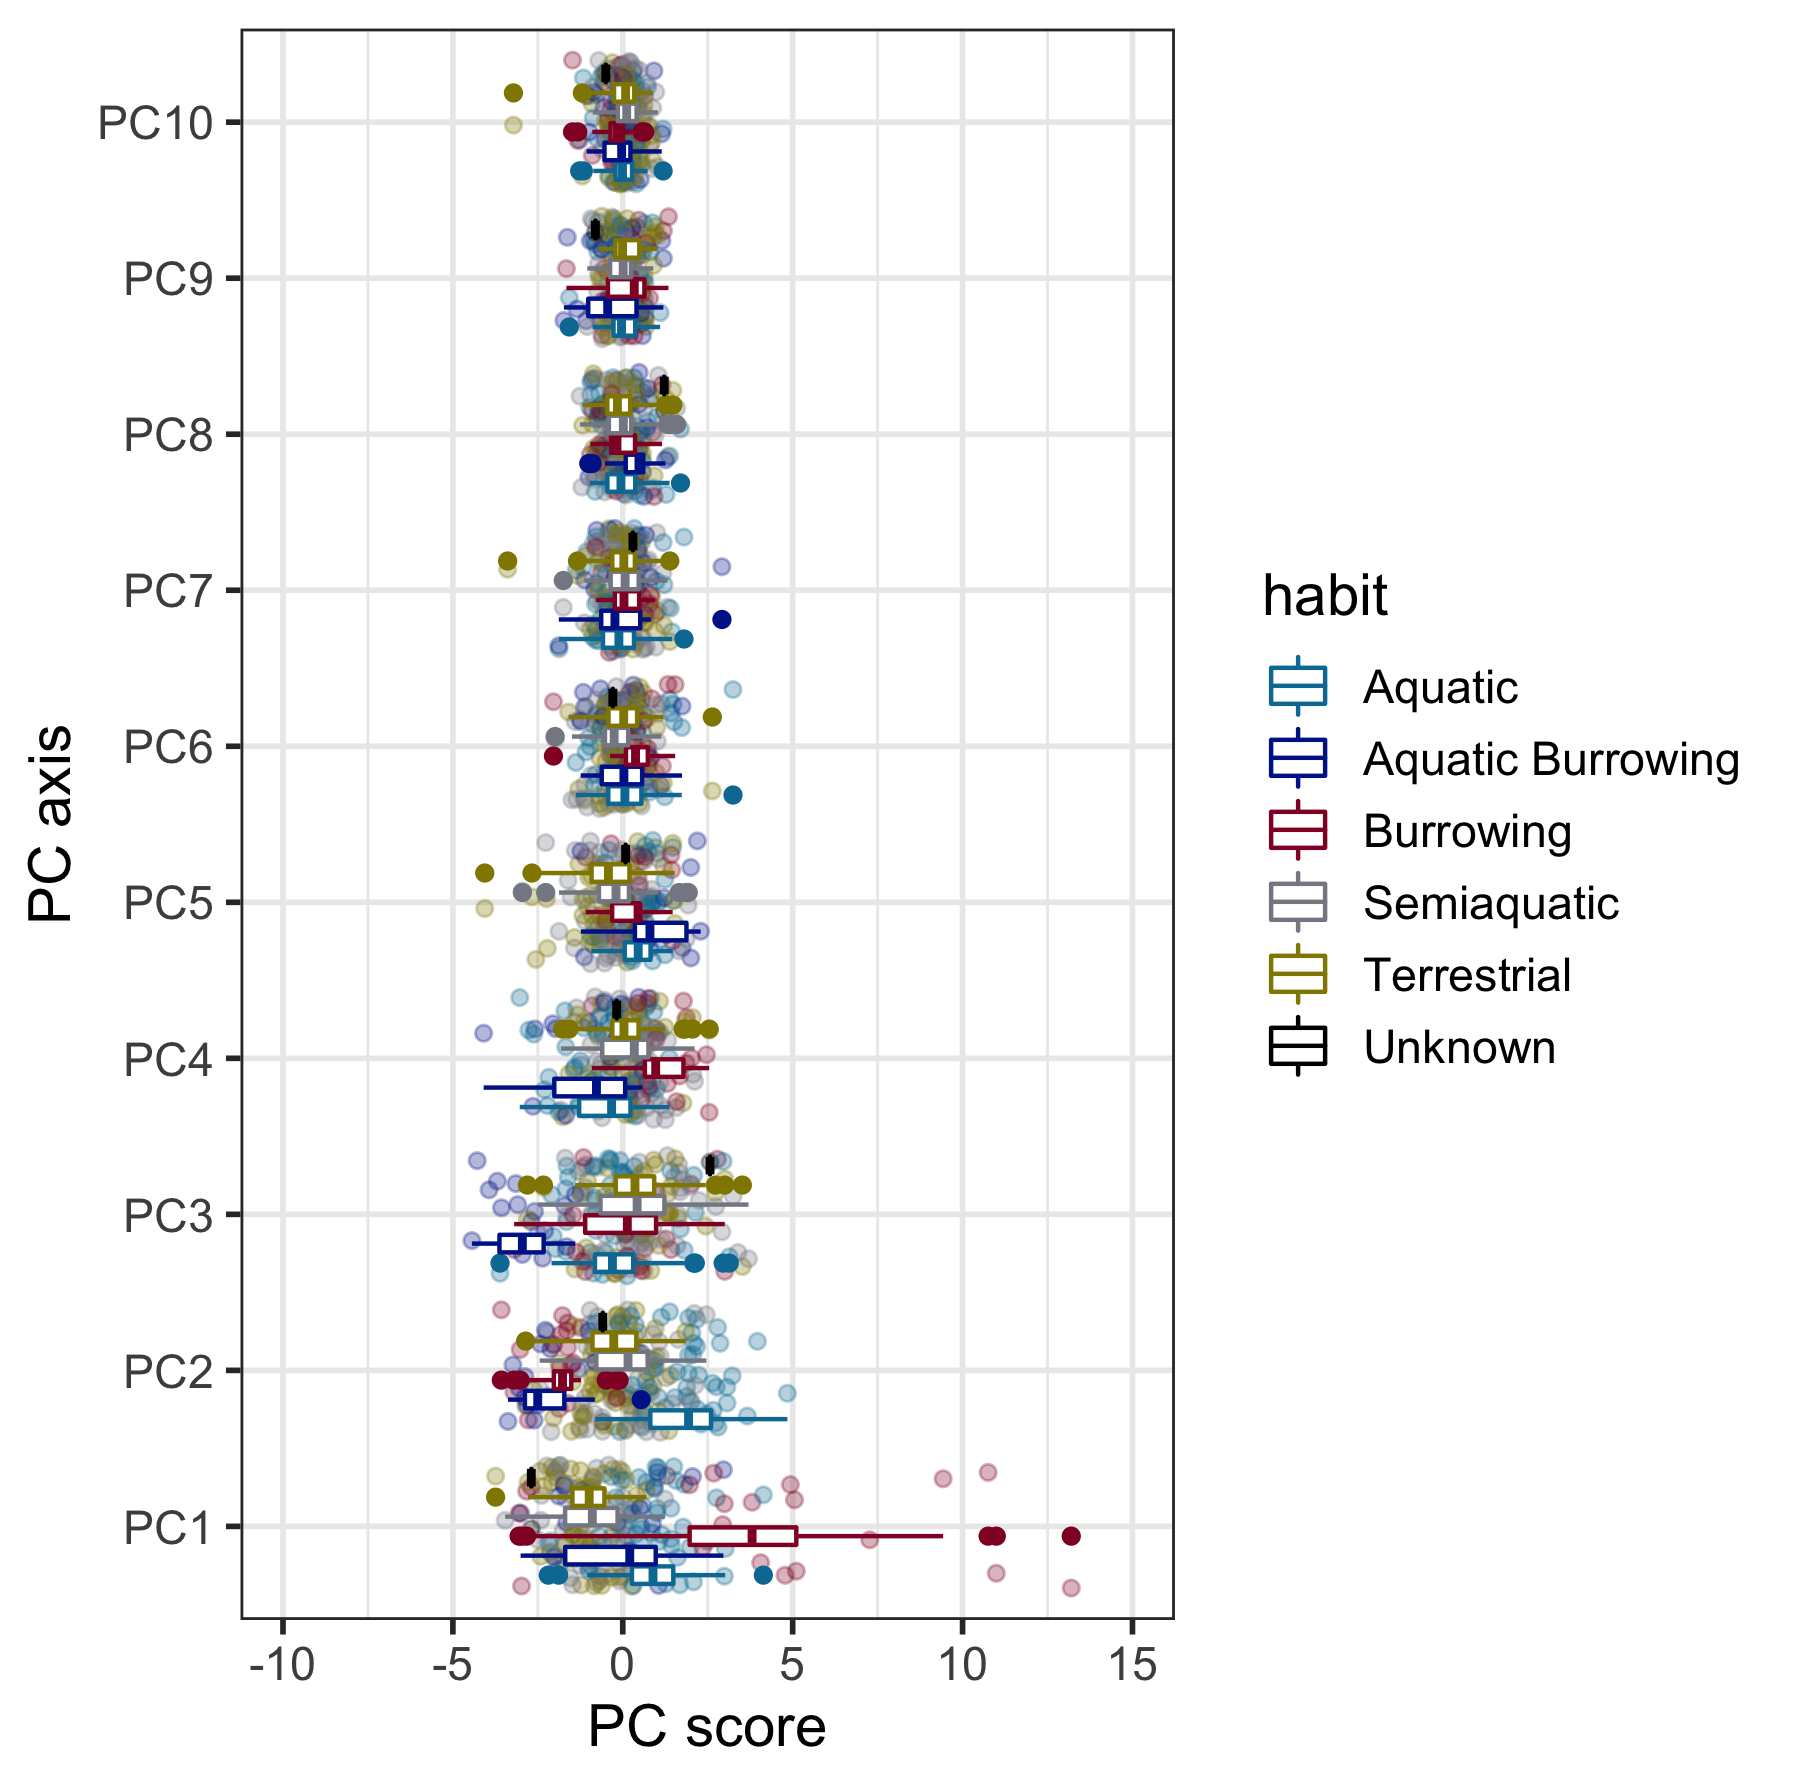 PC10
PC9
PC8
PC7
PC6
PC5
PC4
PC3
PC2
PC1
PC axis
-10 -5 0 5 10 15
PC score
habit
Aquatic
Aquatic Burrowing
Burrowing
Semiaquatic
Terrestrial
Unknown